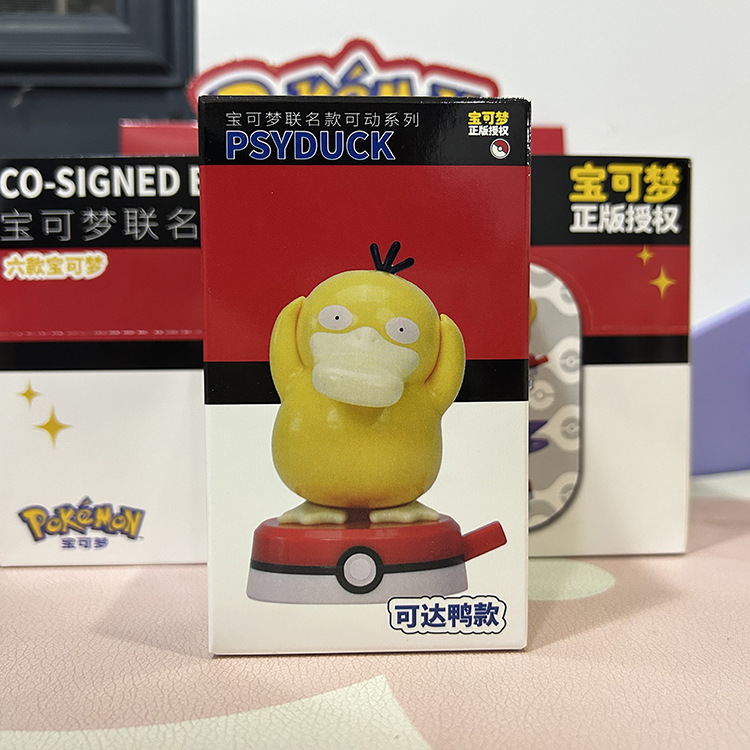 POKÉMON
宝可梦联名款可动系列
PSYDUCK
宝可梦
正版授权
CO-SIGNED
宝可梦联名
六款宝可梦
宝可梦
正版授权
POKÉMON
宝可梦
可达鸭款